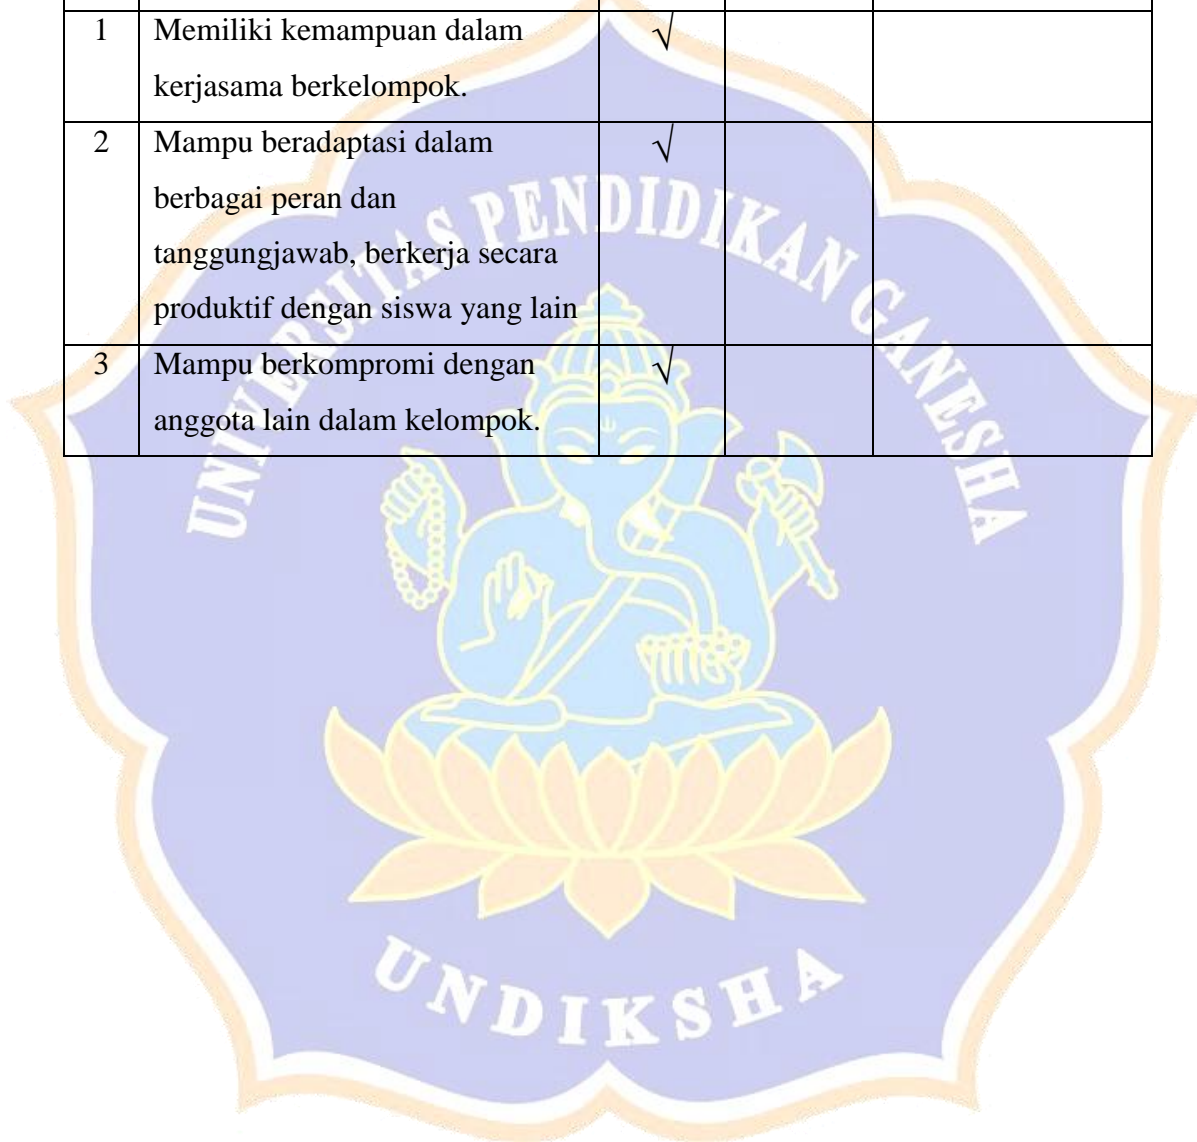 1 Memiliki kemampuan dalam √
kerjasama berkelompok.
2 Mampu beradaptasi dalam √
berbagai peran dan
tanggungjawab, berkerja secara
produktif dengan siswa yang lain
3 Mampu berkompromi dengan √
anggota lain dalam kelompok.
UNIVERSITAS PENDIDIKAN GANESHA
UNDIKSHA